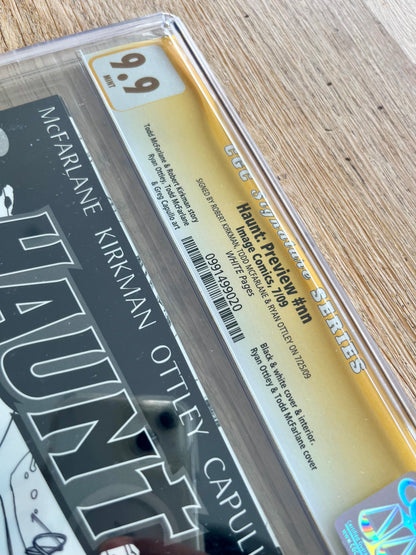 9.9
MINT
Todd McFarlane & Robert Kirkman story
Ryan Ottley, Todd McFarlane
& Greg Capullo art
0991499020
CGC Signature SERIES
Haunt: Preview #nn
Image Comics, 7/09
WHITE Pages
SIGNED BY ROBERT KIRKMAN, TODD MCFARLANE & RYAN OTTLEY ON 7/25/09
Black & white cover & interior.
Ryan Ottley & Todd McFarlane cover
MCFARLANE KIRKMAN OTTLEY CAPUL
HAUNT